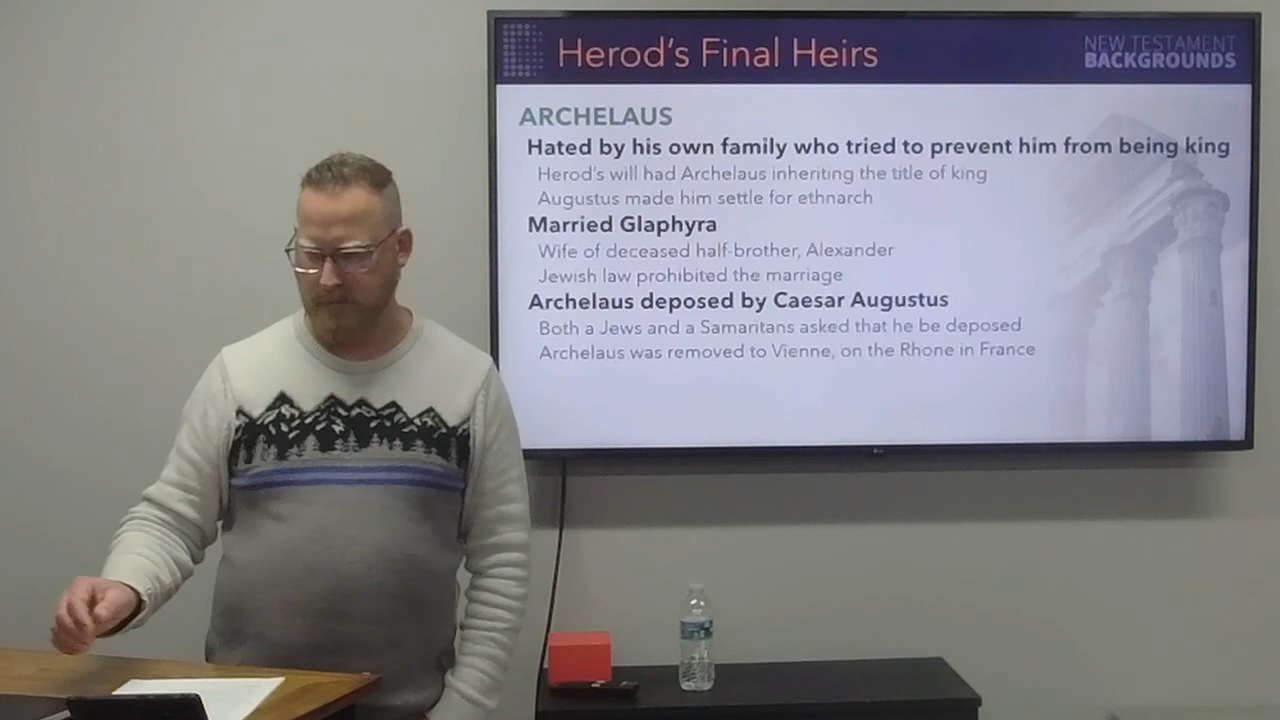 Herod's Final Heirs
NEW TESTAMENT
BACKGROUNDS
ARCHELAUS
Hated by his own family who tried to prevent him from being king
Herod's will had Archelaus inheriting the title of king
Augustus made him settle for ethnarch
Married Glaphyra
Wife of deceased half-brother, Alexander
Jewish law prohibited the marriage
Archelaus deposed by Caesar Augustus
Both a Jews and a Samaritans asked that he be deposed
Archelaus was removed to Vienne, on the Rhone in France